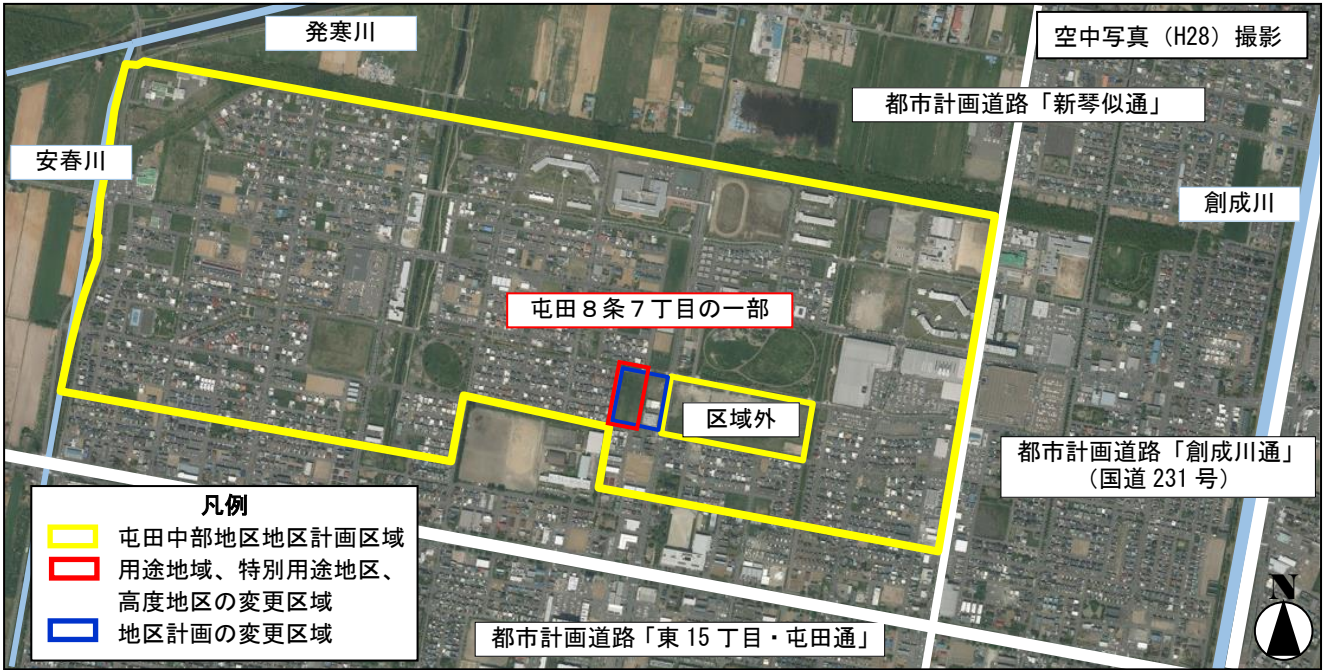 発寒川
空中写真（H28）撮影
都市計画道路「新琴似通」
安春川
創成川
屯田８条７丁目の一部
区域外
都市計画道路「創成川通」
（国道 231 号）
凡例
屯田中部地区地区計画区域
用途地域、特別用途地区、
高度地区の変更区域
地区計画の変更区域
都市計画道路「東 15 丁目・屯田通」
N